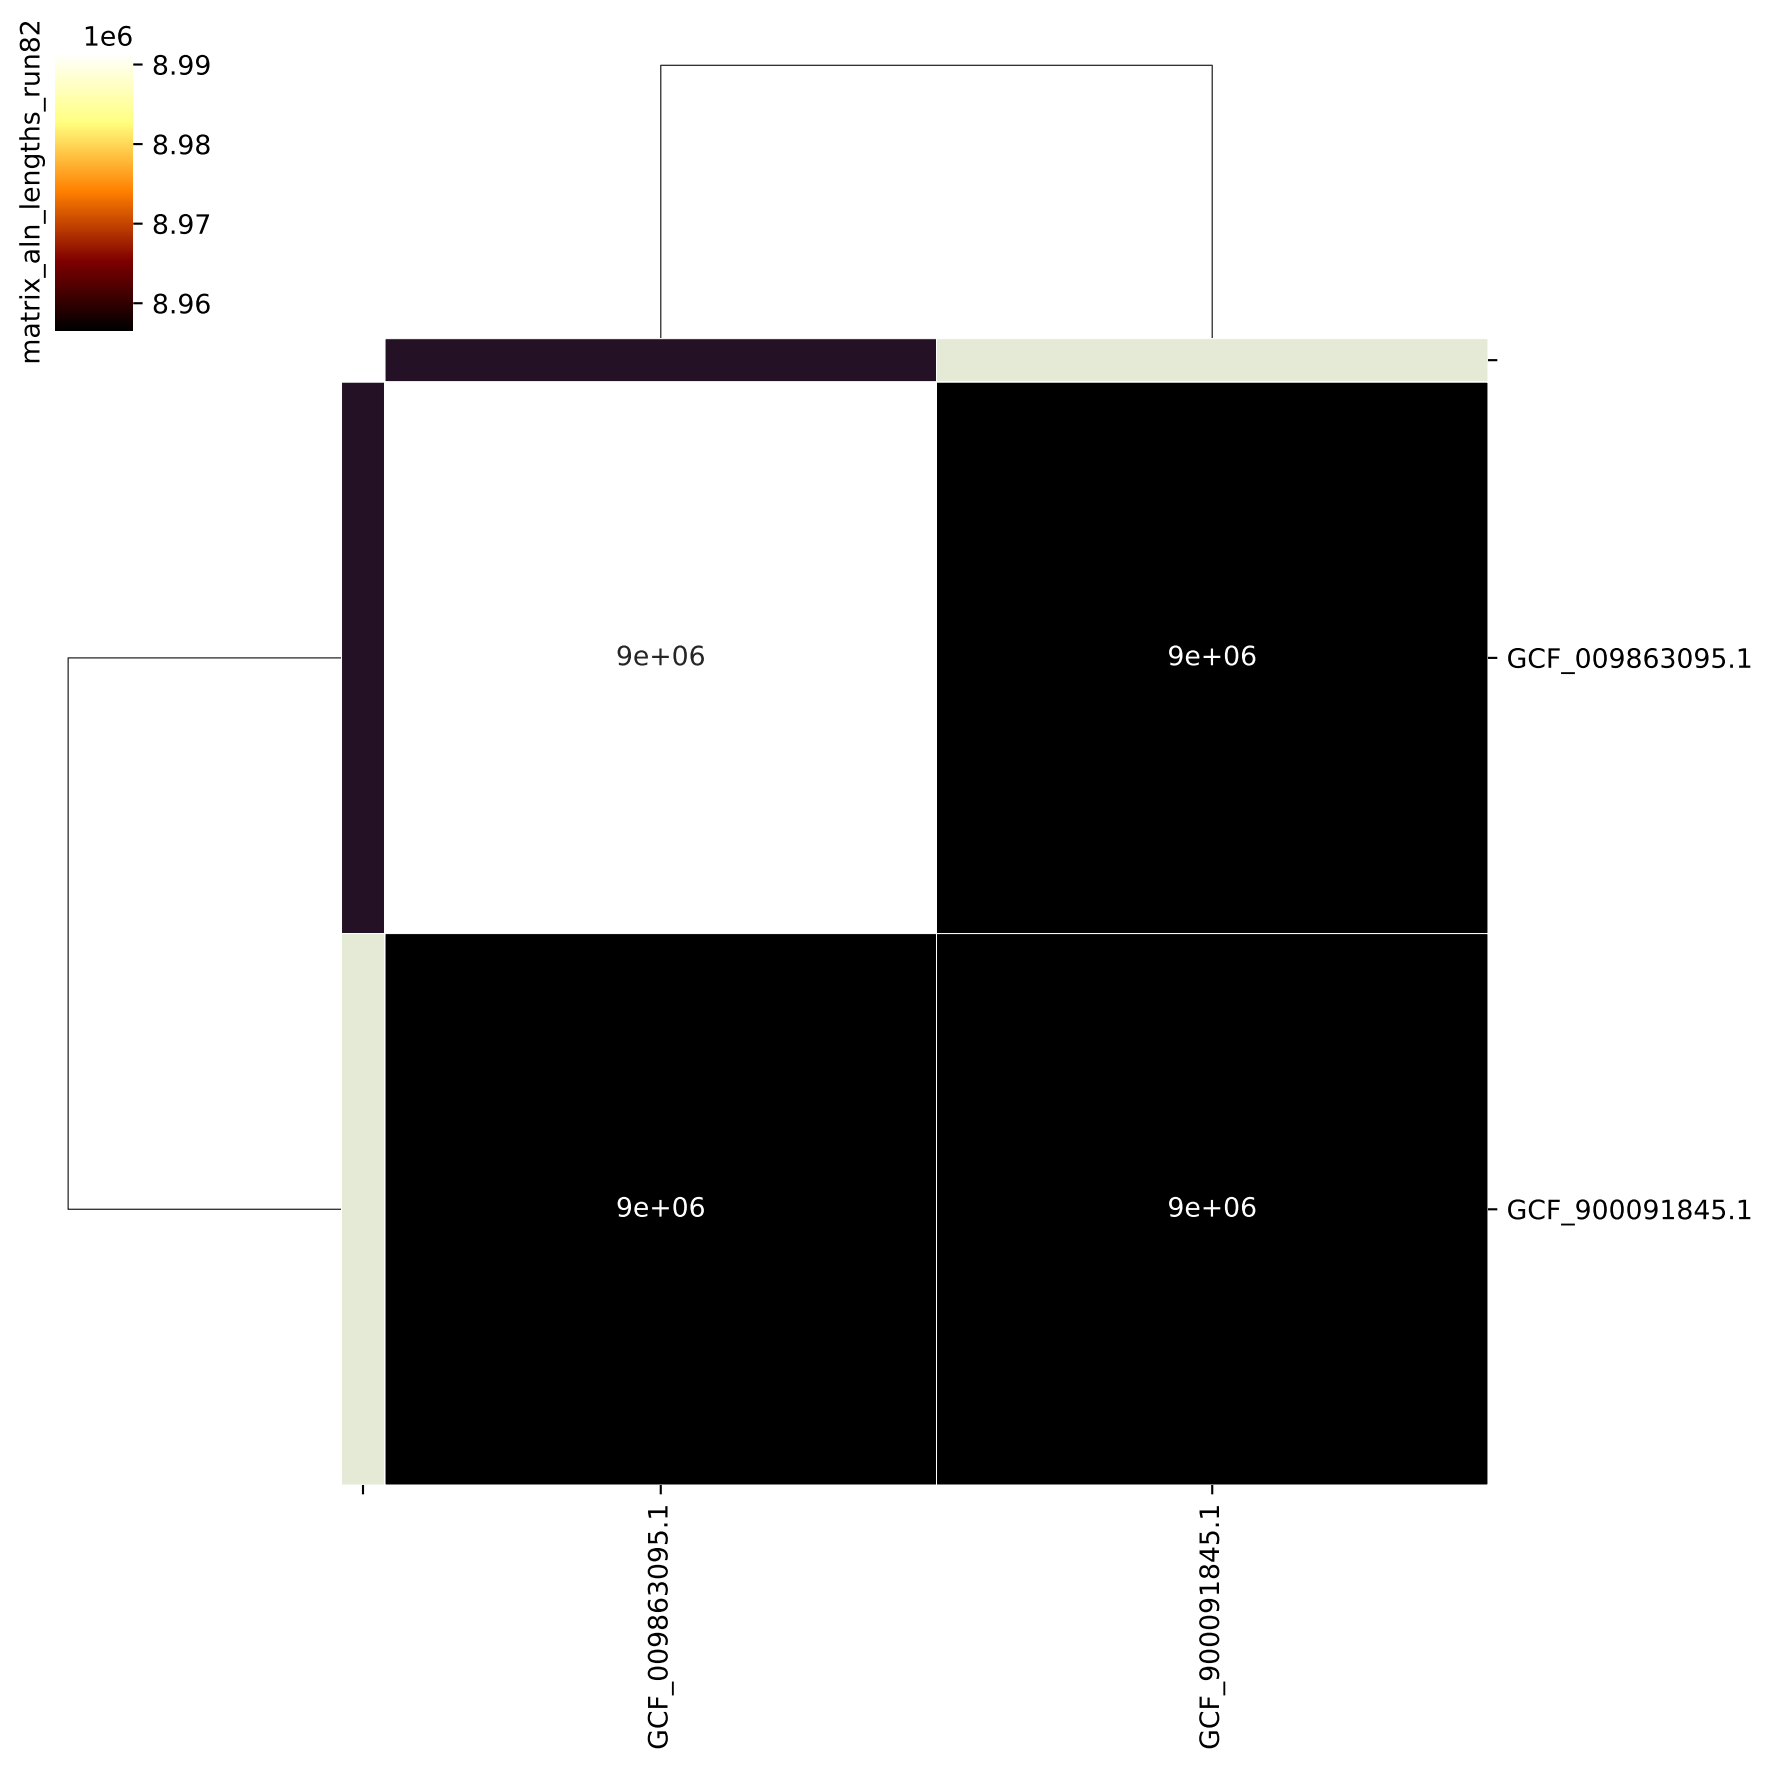 1e6
matrix_aln_lengths_run82
8.99
8.98
8.97
8.96
9e+06
9e+06
GCF_009863095.1
9e+06
9e+06
GCF_900091845.1
GCF_009863095.1
GCF_900091845.1